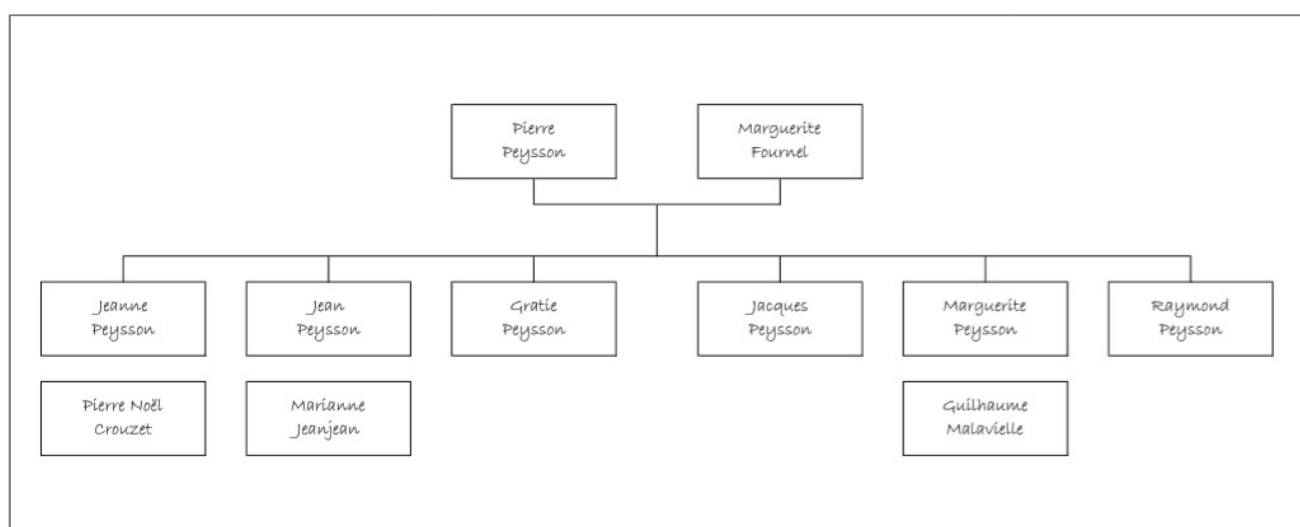 Pierre
Peysson
Marguerite
Fournel
Jeanne
Peysson
Jean
Peysson
Gratie
Peysson
Jacques
Peysson
Marguerite
Peysson
Raymond
Peysson
Pierre Noël
Crouzet
Marianne
Jeanjean
Guilhaume
Malavielle